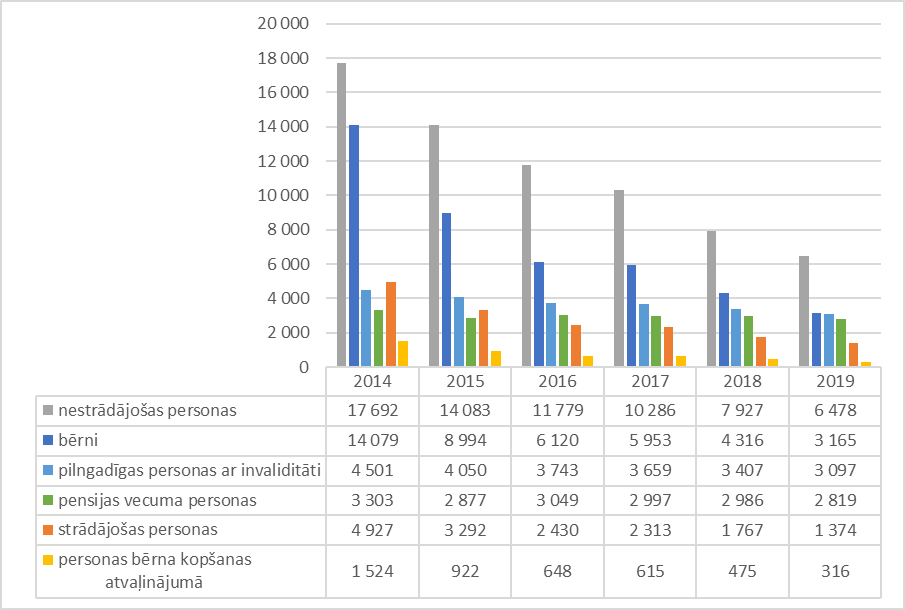 20 000
18 000
16 000
14 000
12 000
10 000
8 000
6 000
4 000
2 000
0
2014 2015 2016 2017 2018 2019
nestrādājošas personas 17 692 14 083 11 779 10 286 7 927 6 478
bērni 14 079 8 994 6 120 5 953 4 316 3 165
pilngadīgas personas ar invaliditāti 4 501 4 050 3 743 3 659 3 407 3 097
pensijas vecuma personas 3 303 2 877 3 049 2 997 2 986 2 819
strādājošas personas 4 927 3 292 2 430 2 313 1 767 1 374
personas bērna kopšanas
atvaļinājumā 1 524 922 648 615 475 316